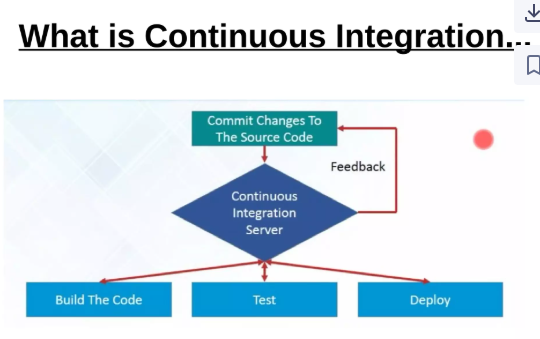 What is Continuous Integration...
Commit Changes To
The Source Code
Feedback
Continuous
Integration
Server
Build The Code
Test
Deploy